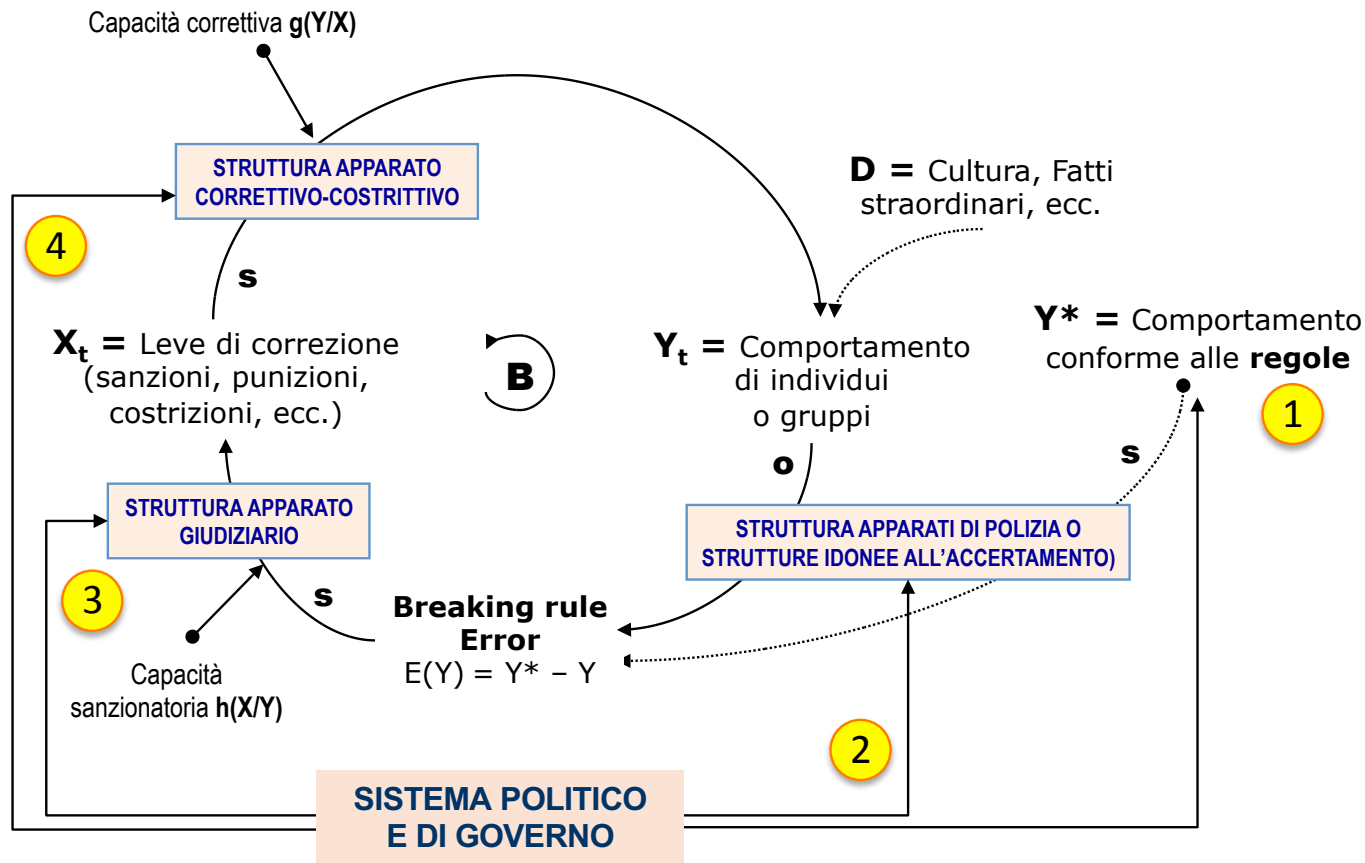 Capacità correttiva g(Y/X)
STRUTTURA APPARATO
CORRETTIVO-COSTRITTIVO
D = Cultura, Fatti
straordinari, ecc.
4
s
Xt = Leve di correzione
(sanzioni, punizioni,
costrizioni, ecc.)
B
Yt = Comportamento
di individui
o gruppi
Y* = Comportamento
conforme alle regole
1
o
s
STRUTTURA APPARATO
GIUDIZIARIO
STRUTTURA APPARATI DI POLIZIA O
STRUTTURE IDONEE ALL’ACCERTAMENTO)
3
s
Breaking rule
Error
E(Y) = Y* – Y
Capacità
sanzionatoria h(X/Y)
2
SISTEMA POLITICO
E DI GOVERNO